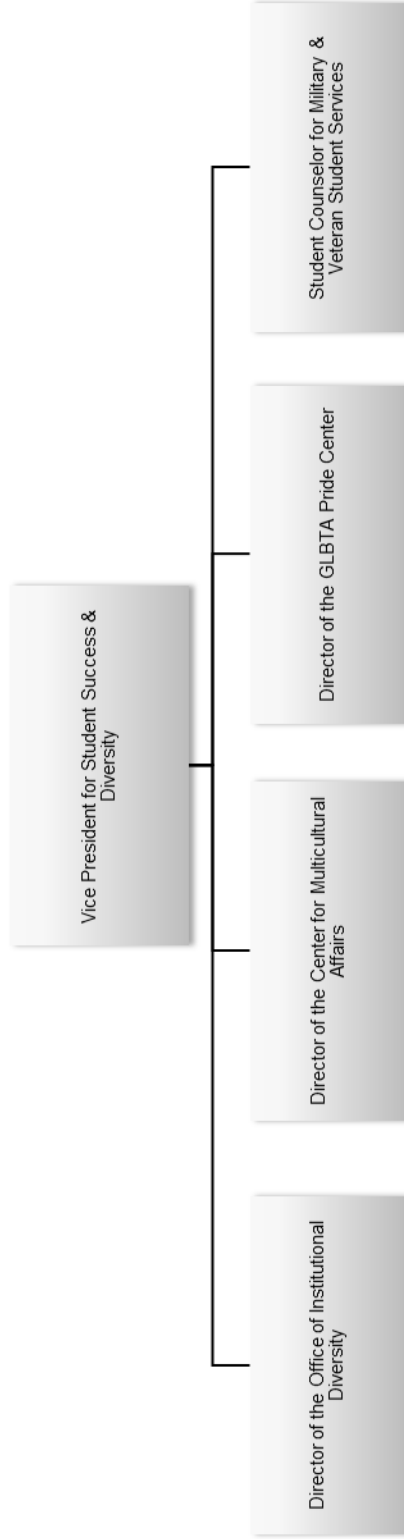 Vice President for Student Success &
Diversity
Director of the Office of Institutional
Diversity
Director of the Center for Multicultural
Affairs
Director of the GLBTA Pride Center
Student Counselor for Military &
Veteran Student Services